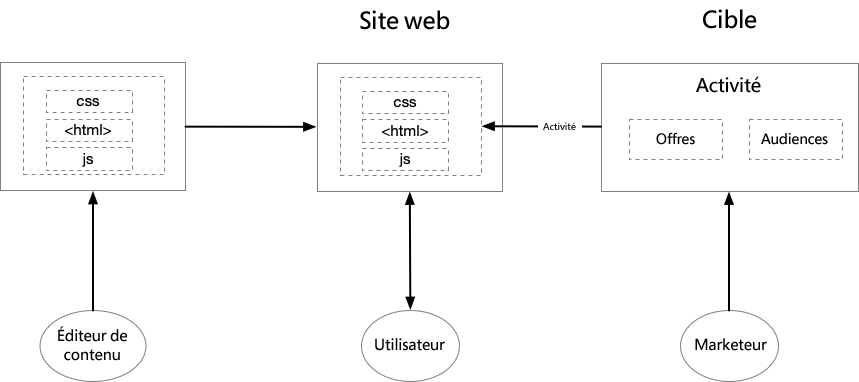 Site web
Cible
css
<html>
js
css
<html>
js
Activité
Activité
Offres
Audiences
Éditeur de
contenu
Utilisateur
Marketeur